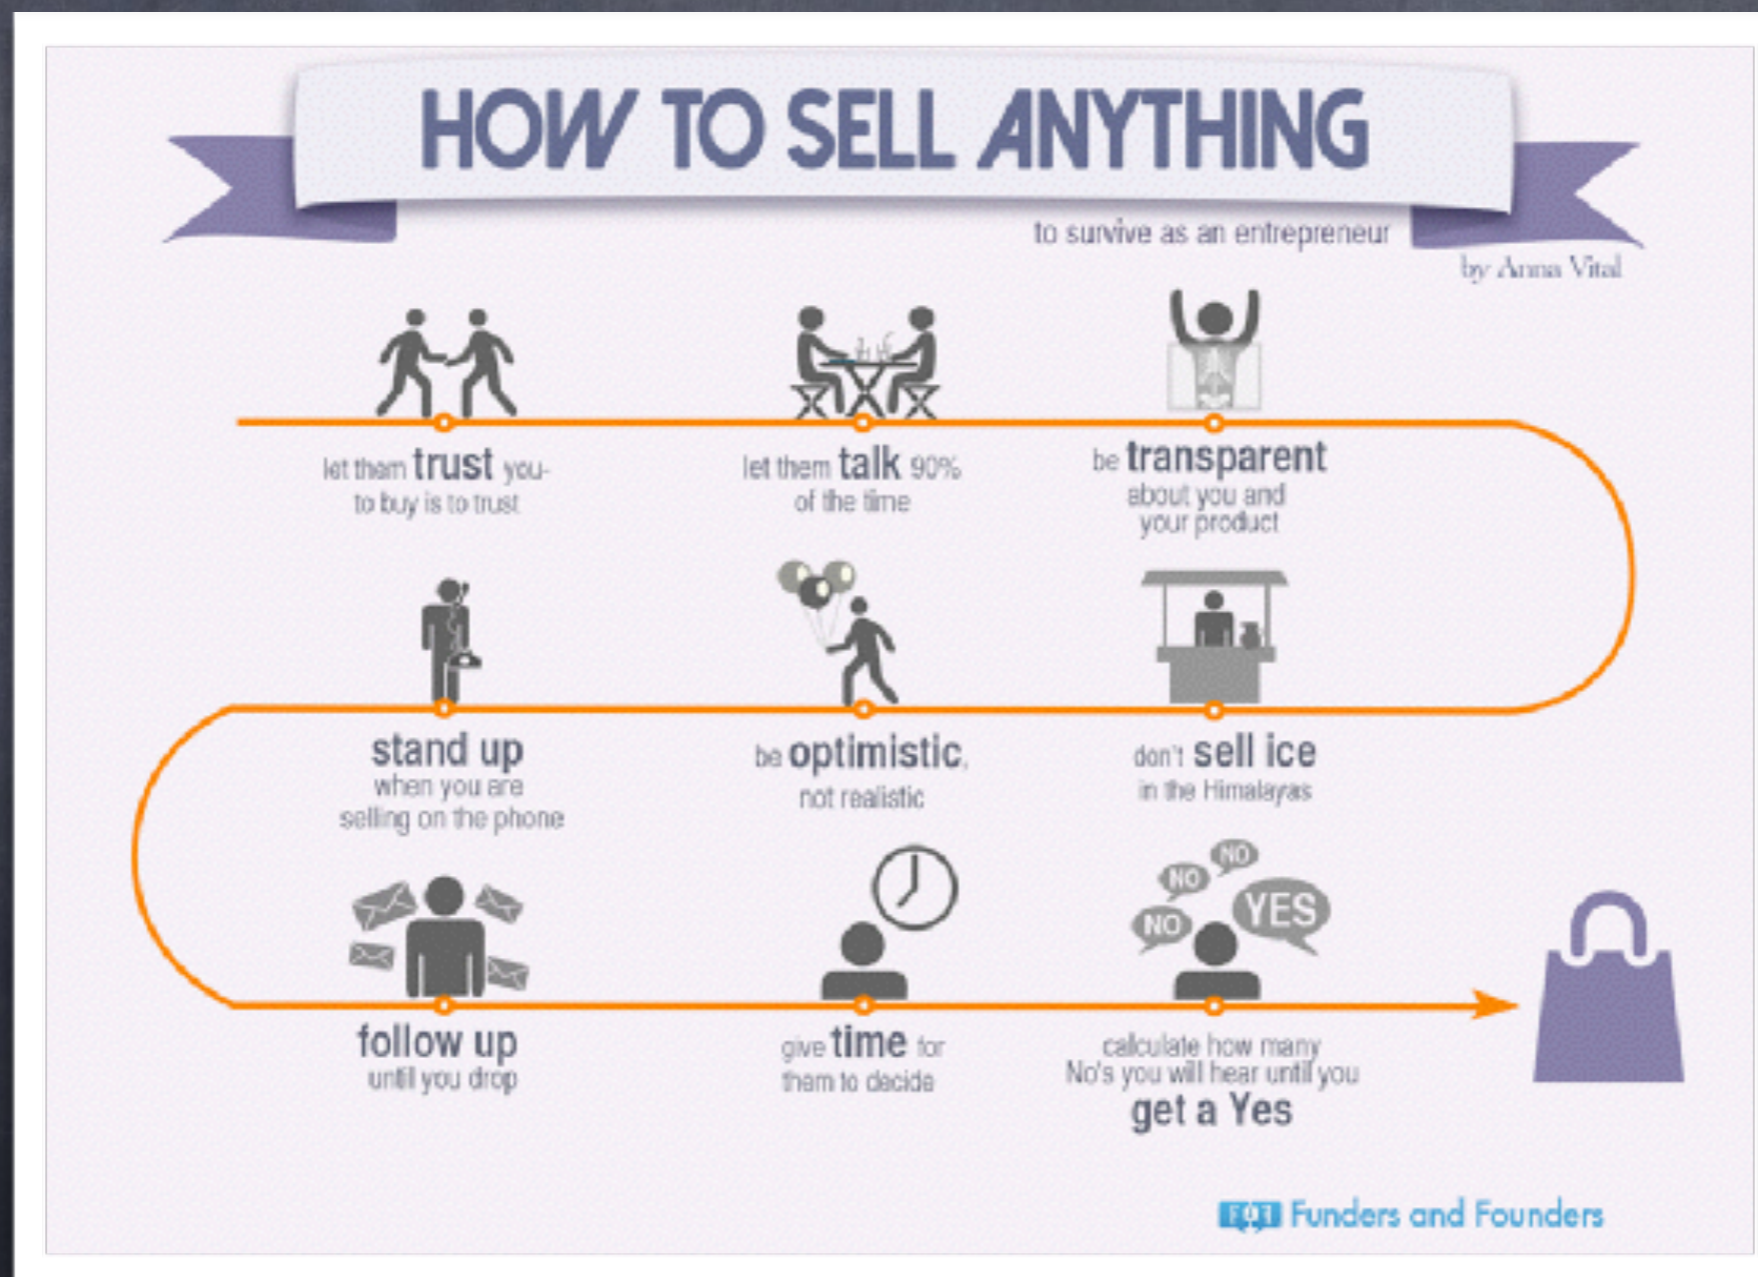 HOW TO SELL ANYTHING
to survive as an entrepreneur
by Anna Vital
let them trust you-
to buy is to trust
let them talk 90%
of the time
be transparent
about you and
your product
don't sell ice
in the Himalayas
be optimistic,
not realistic
stand up
when you are
selling on the phone
follow up
until you drop
give time for
them to decide
NO
NO
NO
YES
calculate how many
No's you will hear until you
get a Yes
Funders and Founders